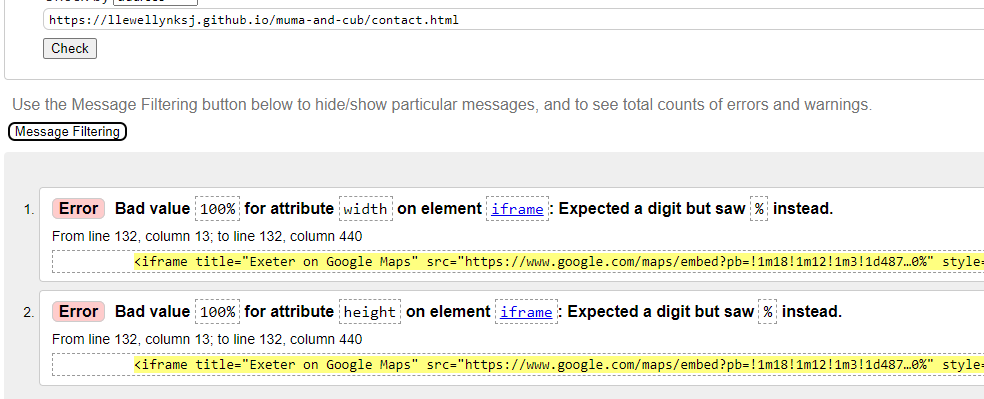 https://llewellynksj.github.io/muma-and-cub/contact.html
Check
Use the Message Filtering button below to hide/show particular messages, and to see total counts of errors and warnings.
Message Filtering
1. Error Bad value 100% for attribute width on element iframe: Expected a digit but saw % instead.
From line 132, column 13; to line 132, column 440
<iframe title="Exeter on Google Maps" src="https://www.google.com/maps/embed?pb=!1m18!1m12!1m3!1d487…0%" style=
2. Error Bad value 100% for attribute height on element iframe: Expected a digit but saw % instead.
From line 132, column 13; to line 132, column 440
<iframe title="Exeter on Google Maps" src="https://www.google.com/maps/embed?pb=!1m18!1m12!1m3!1d487…0%" style=